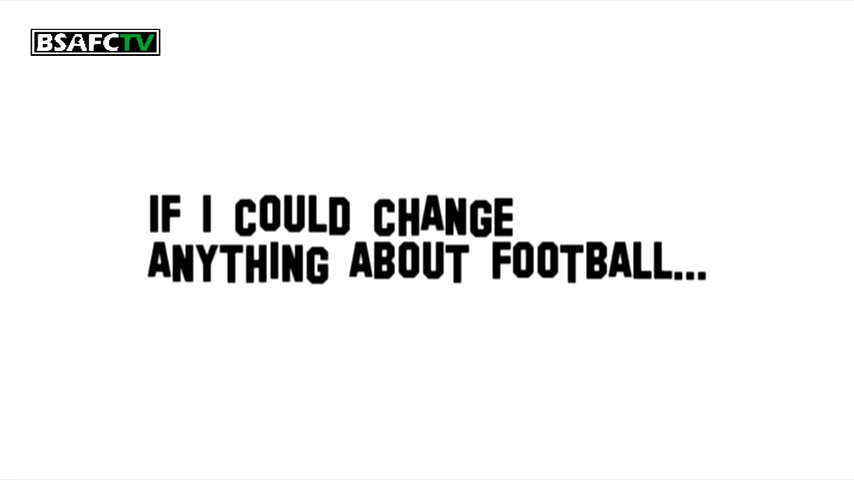 BSAFCTV
IF I COULD CHANGE
ANYTHING ABOUT FOOTBALL...